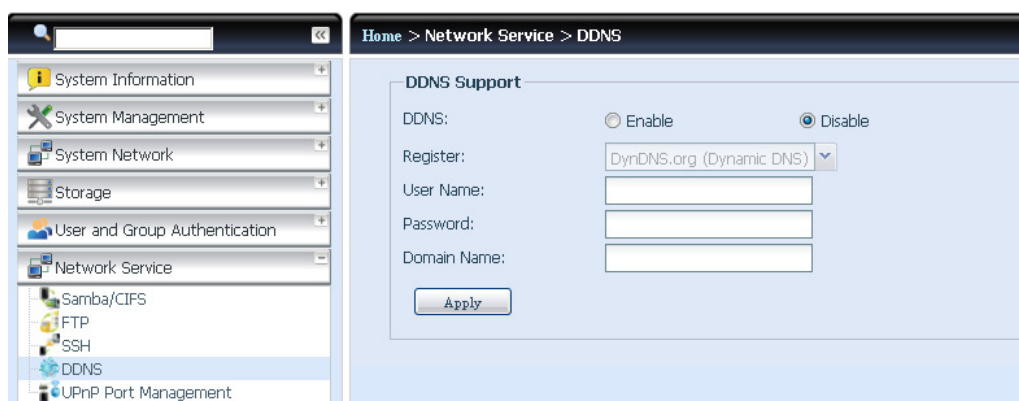 Home > Network Service > DDNS
System Information
System Management
System Network
Storage
User and Group Authentication
Network Service
Samba/CIFS
FTP
SSH
DDNS
UPnP Port Management
DDNS Support
DDNS: Enable Disable
Register: DynDNS.org (Dynamic DNS)
User Name:
Password:
Domain Name:
Apply